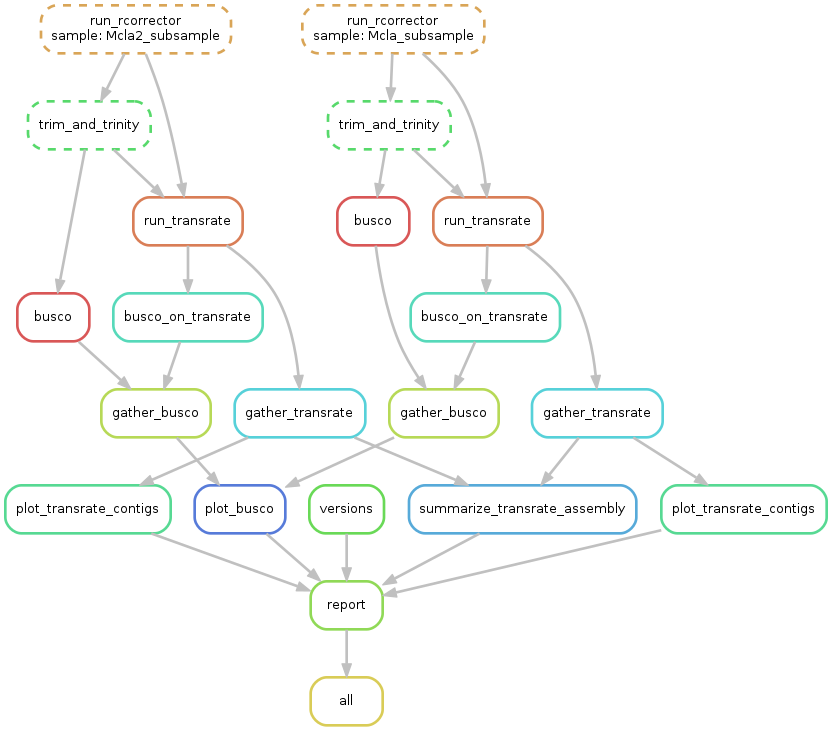 run_rcorrector
sample: Mcla2_subsample
run_rcorrector
sample: Mcla_subsample
trim_and_trinity
trim_and_trinity
run_transrate
busco
run_transrate
busco
busco_on_transrate
busco_on_transrate
gather_busco
gather_transrate
gather_busco
gather_transrate
plot_transrate_contigs
plot_busco
versions
summarize_transrate_assembly
plot_transrate_contigs
report
all